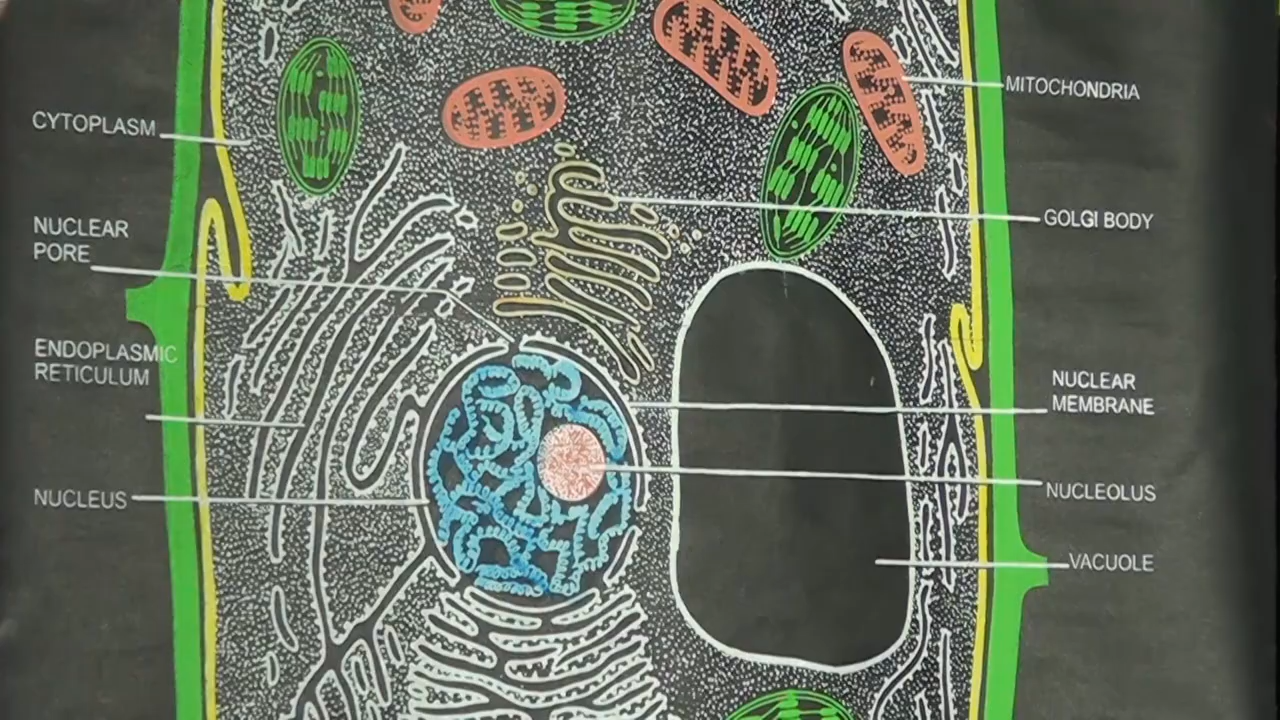 CYTOPLASM
NUCLEAR
PORE
ENDOPLASMIC
RETICULUM
NUCLEUS
MITOCHONDRIA
GOLGI BODY
NUCLEAR
MEMBRANE
NUCLEOLUS
VACUOLE